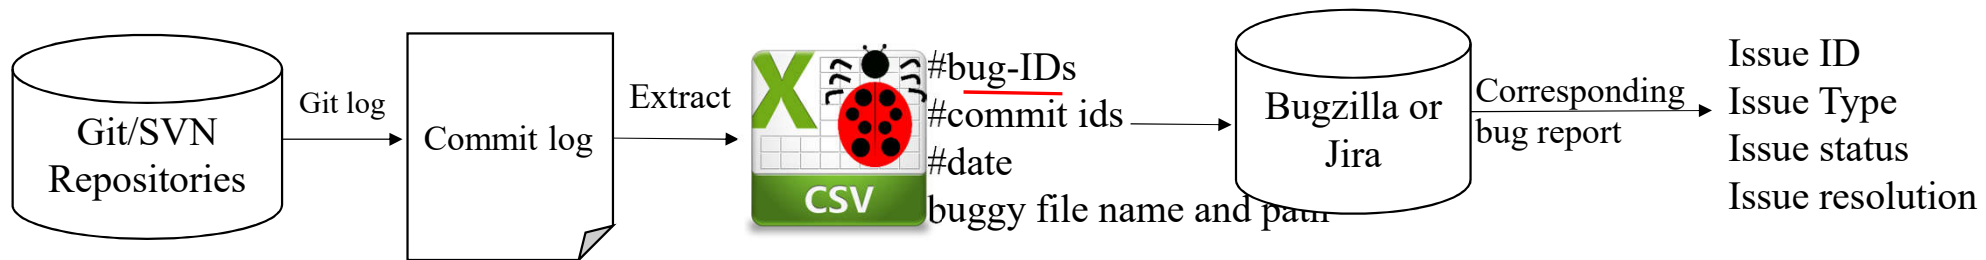 Git/SVN
Repositories
Git log
Commit log
Extract
X
CSV
#bug-IDs
#commit ids
#date
buggy file name and path
Bugzilla or
Jira
Corresponding
bug report
Issue ID
Issue Type
Issue status
Issue resolution